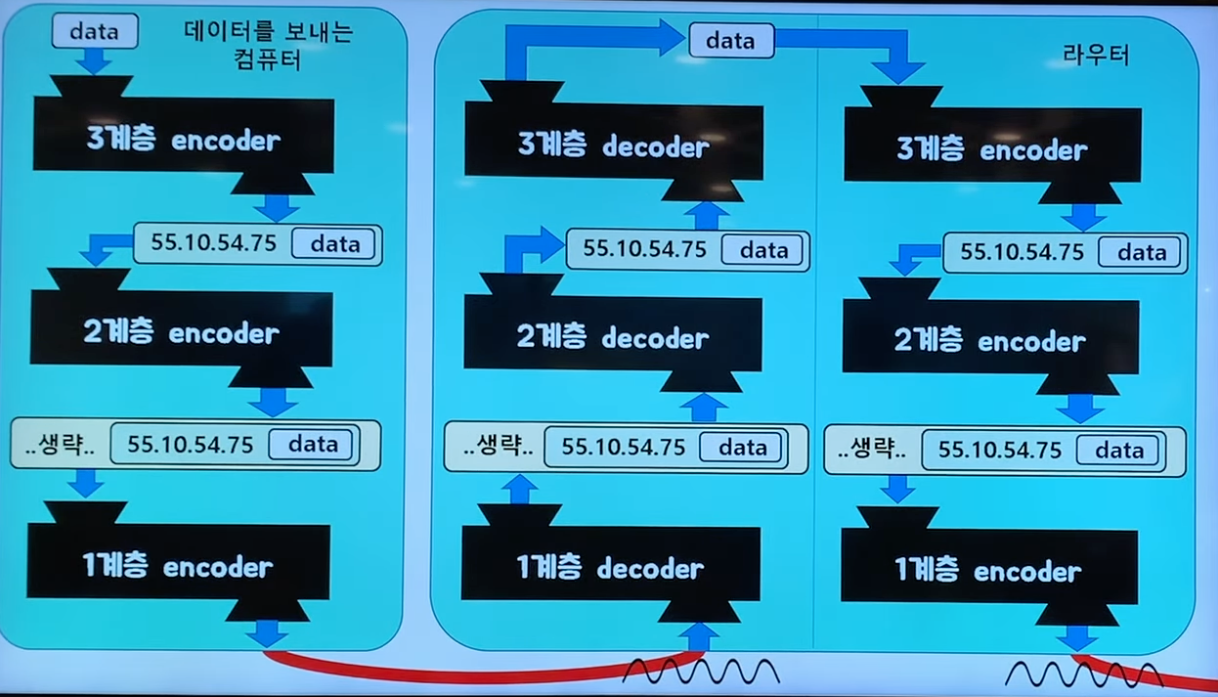 data
데이터를 보내는
컴퓨터
3계층 encoder
55.10.54.75 data
2계층 encoder
..생략.. 55.10.54.75 data
1계층 encoder
data
라우터
3계층 decoder
55.10.54.75 data
2계층 decoder
..생략.. 55.10.54.75 data
1계층 decoder
3계층 encoder
55.10.54.75 data
2계층 encoder
..생략.. 55.10.54.75 data
1계층 encoder